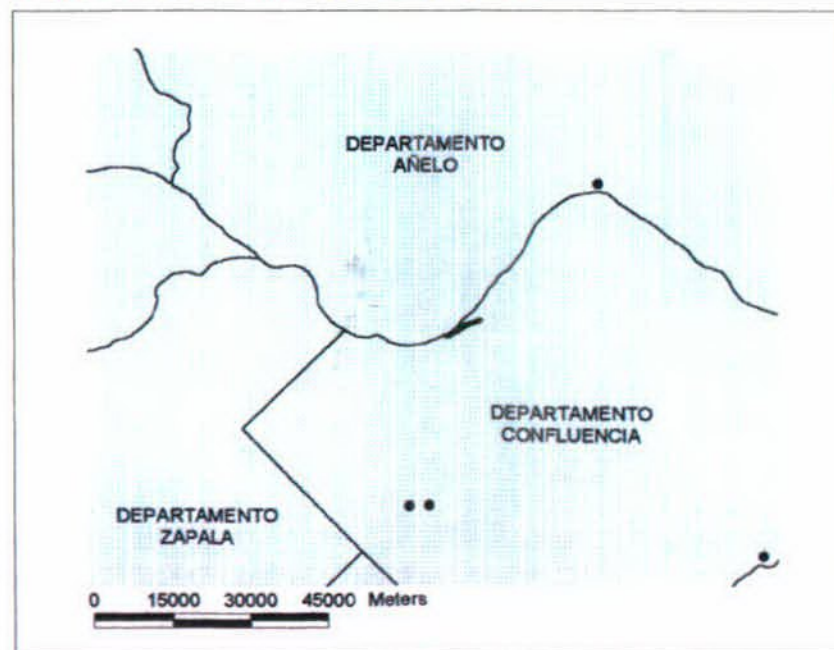 DEPARTAMENTO
AÑELO
DEPARTAMENTO
CONFLUENCIA
DEPARTAMENTO
ZAPALA
0 15000 30000 45000 Meters